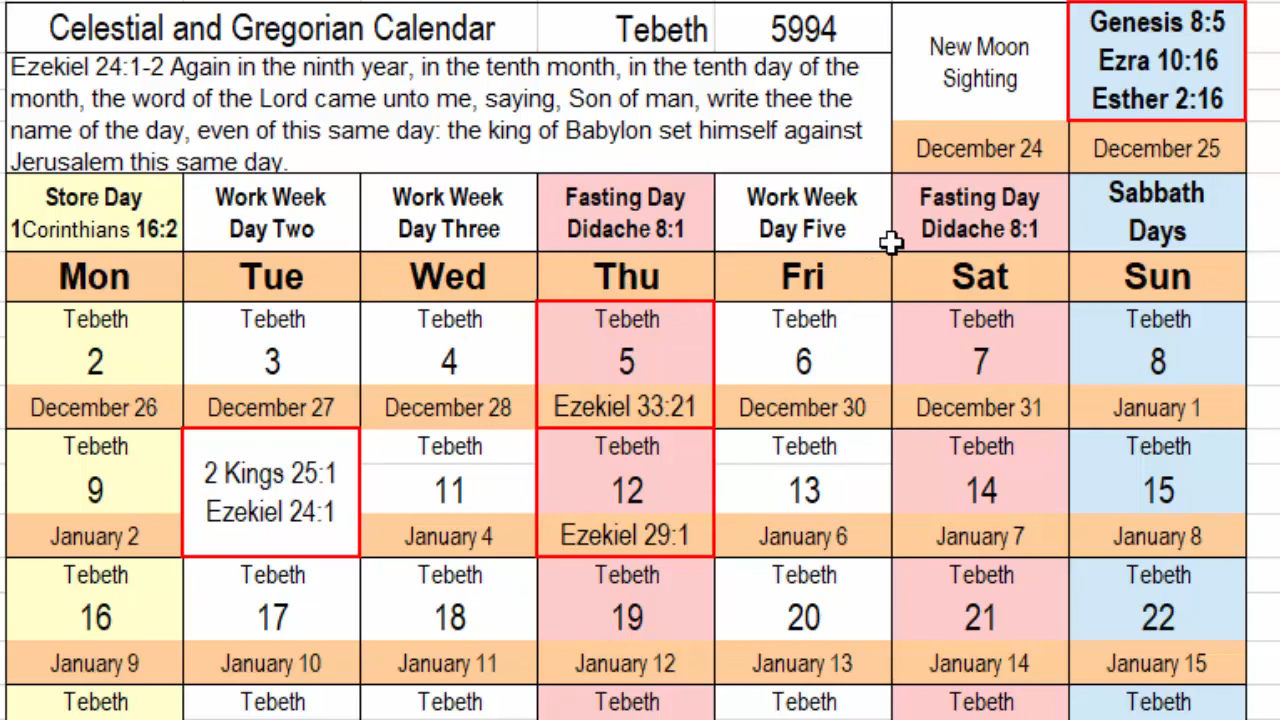 Celestial and Gregorian Calendar Tebeth 5994
Ezekiel 24:1-2 Again in the ninth year, in the tenth month, in the tenth day of the
month, the word of the Lord came unto me, saying, Son of man, write thee the
name of the day, even of this same day: the king of Babylon set himself against
Jerusalem this same day.
New Moon
Sighting
December 24
Genesis 8:5
Ezra 10:16
Esther 2:16
December 25
Store Day
1Corinthians 16:2
Work Week
Day Two
Work Week
Day Three
Fasting Day
Didache 8:1
Work Week
Day Five
Fasting Day
Didache 8:1
Sabbath
Days
Mon Tue Wed Thu Fri Sat Sun
Tebeth Tebeth Tebeth Tebeth Tebeth Tebeth Tebeth
2 3 4 5 6 7 8
December 26 December 27 December 28 Ezekiel 33:21 December 30 December 31 January 1
Tebeth
9
January 2
2 Kings 25:1
Ezekiel 24:1
Tebeth
11
January 4
Tebeth
12
Ezekiel 29:1
Tebeth
13
January 6
Tebeth
14
January 7
Tebeth
15
January 8
Tebeth Tebeth Tebeth Tebeth Tebeth Tebeth Tebeth
16 17 18 19 20 21 22
January 9 January 10 January 11 January 12 January 13 January 14 January 15
Tebeth Tebeth Tebeth Tebeth Tebeth Tebeth Tebeth